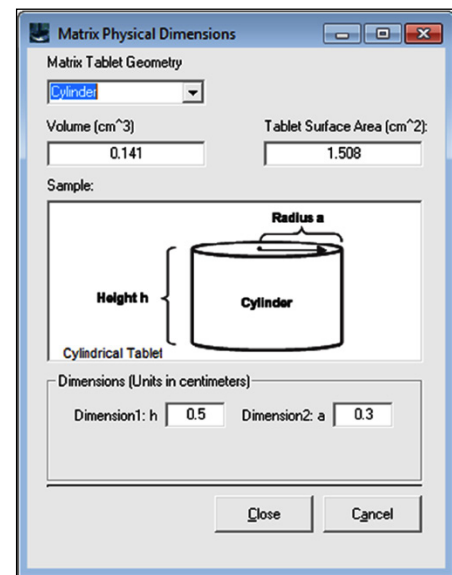 Matrix Physical Dimensions
Matrix Tablet Geometry
Cylinder
Volume (cm^3)
Tablet Surface Area (cm^2):
0.141
1.508
Sample:
Radius a
Height h
Cylinder
Cylindrical Tablet
Dimensions (Units in centimeters)
Dimension1: h 0.5 Dimension2: a 0.3
Close
Cancel